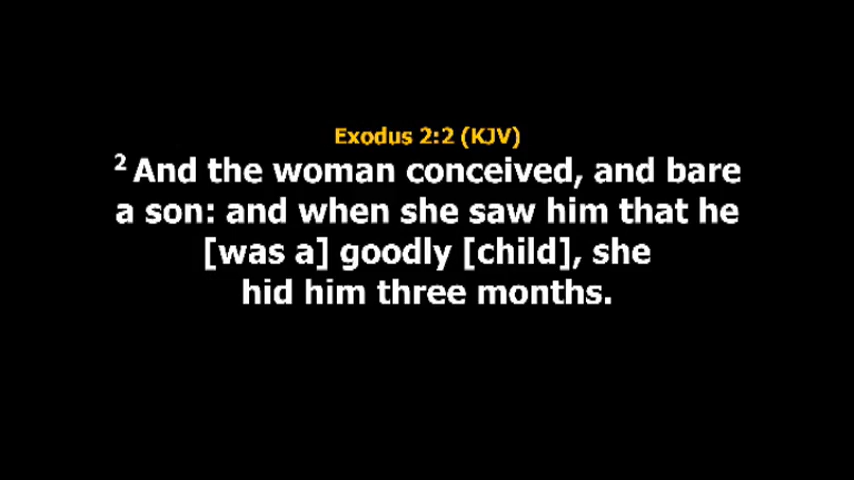 Exodus 2:2 (KJV)
² And the woman conceived, and bare
a son: and when she saw him that he
[was a] goodly [child], she
hid him three months.